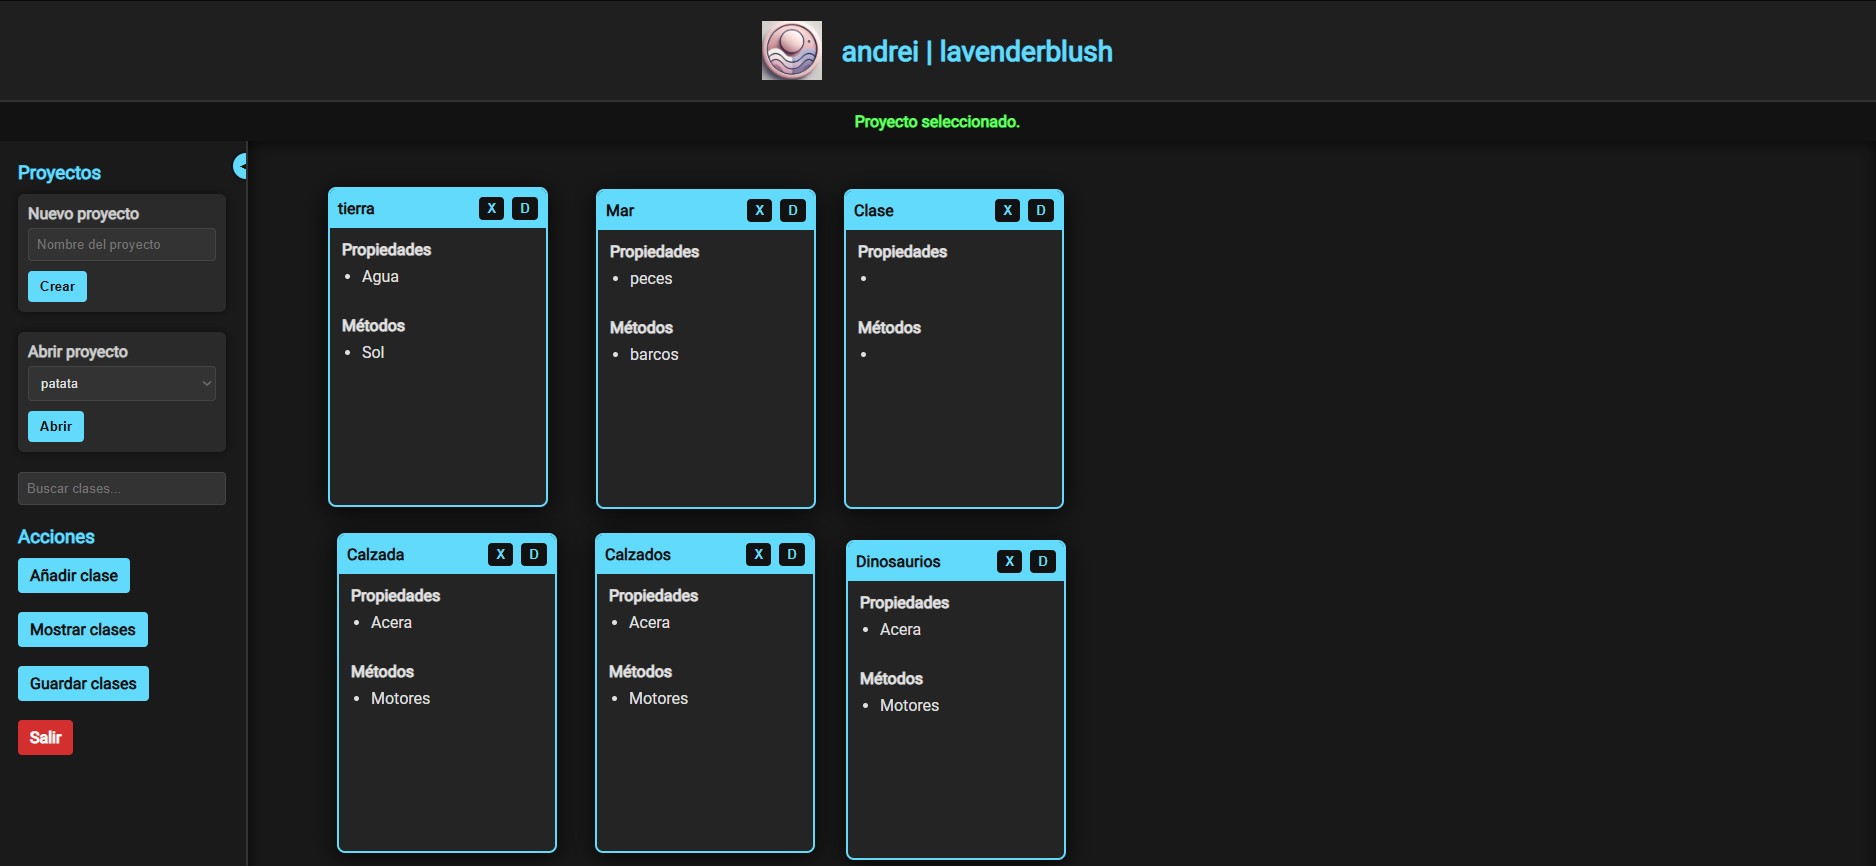 andrei | lavenderblush
Proyecto seleccionado.
Proyectos
Nuevo proyecto
Nombre del proyecto
Crear
Abrir proyecto
patata
Abrir
Buscar clases...
Acciones
Añadir clase
Mostrar clases
Guardar clases
Salir
tierra X D
Propiedades
Agua
Métodos
Sol
Mar X D
Propiedades
peces
Métodos
barcos
Clase X D
Propiedades
Métodos
Calzada X D
Propiedades
Acera
Métodos
Motores
Calzados X D
Propiedades
Acera
Métodos
Motores
Dinosaurios X D
Propiedades
Acera
Métodos
Motores